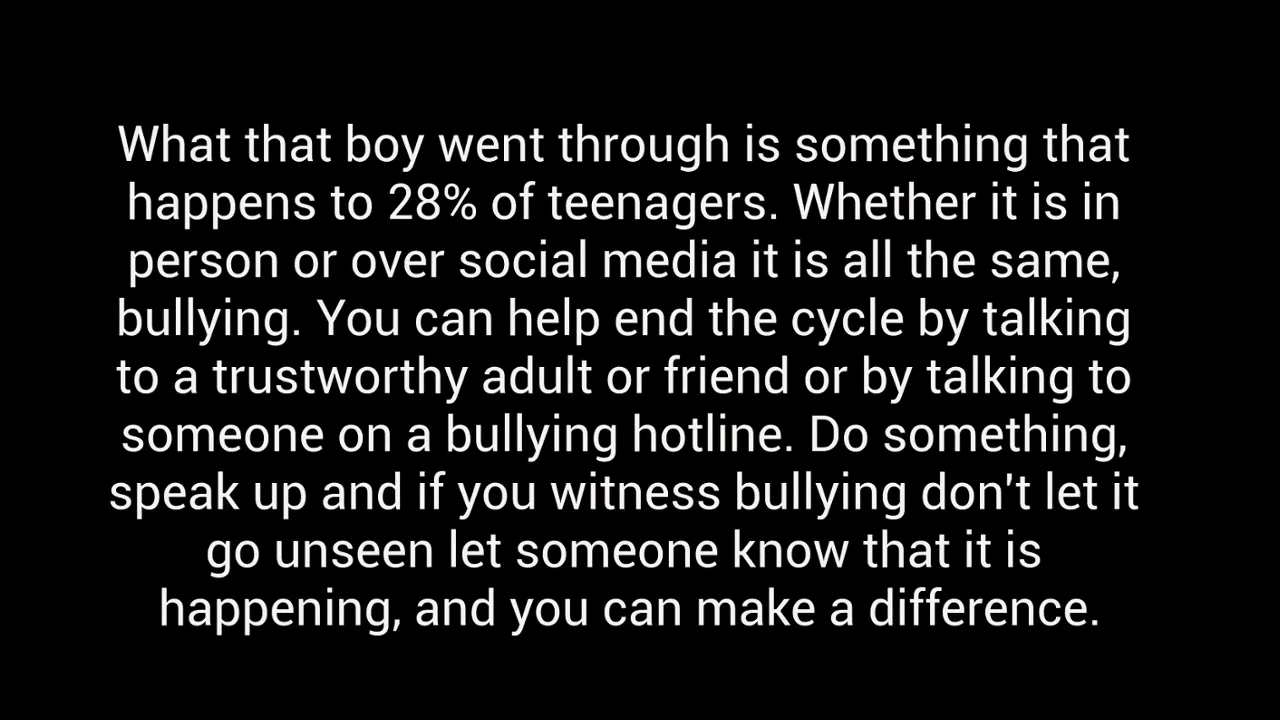 What that boy went through is something that
happens to 28% of teenagers. Whether it is in
person or over social media it is all the same,
bullying. You can help end the cycle by talking
to a trustworthy adult or friend or by talking to
someone on a bullying hotline. Do something,
speak up and if you witness bullying don't let it
go unseen let someone know that it is
happening, and you can make a difference.